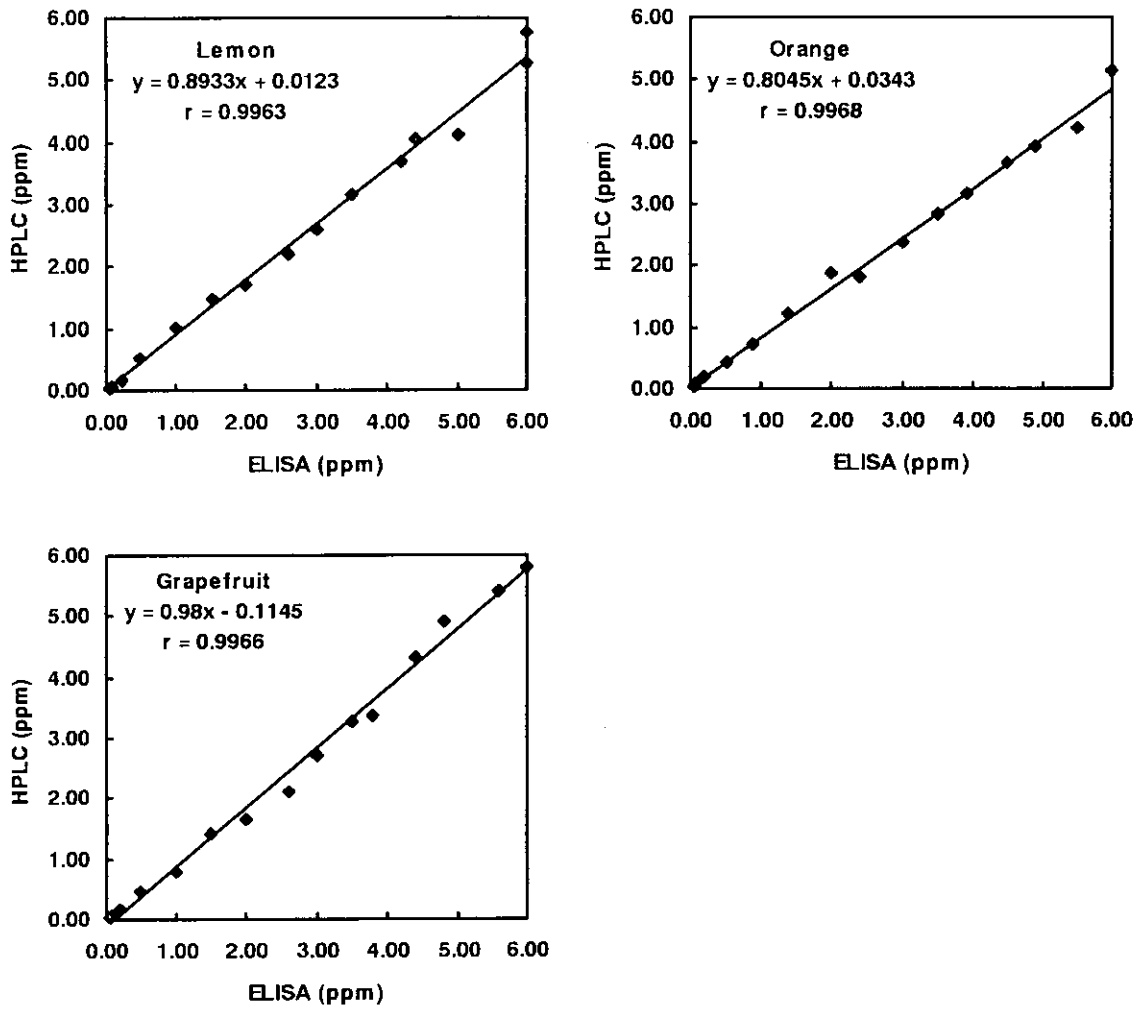 Lemon
y = 0.8933x + 0.0123
r = 0.9963
6.00
5.00
4.00
3.00
2.00
1.00
0.00
HPLC (ppm)
0.00 1.00 2.00 3.00 4.00 5.00 6.00
ELISA (ppm)
Orange
y = 0.8045x + 0.0343
r = 0.9968
6.00
5.00
4.00
3.00
2.00
1.00
0.00
HPLC (ppm)
0.00 1.00 2.00 3.00 4.00 5.00 6.00
ELISA (ppm)
Grapefruit
y = 0.98x - 0.1145
r = 0.9966
6.00
5.00
4.00
3.00
2.00
1.00
0.00
HPLC (ppm)
0.00 1.00 2.00 3.00 4.00 5.00 6.00
ELISA (ppm)